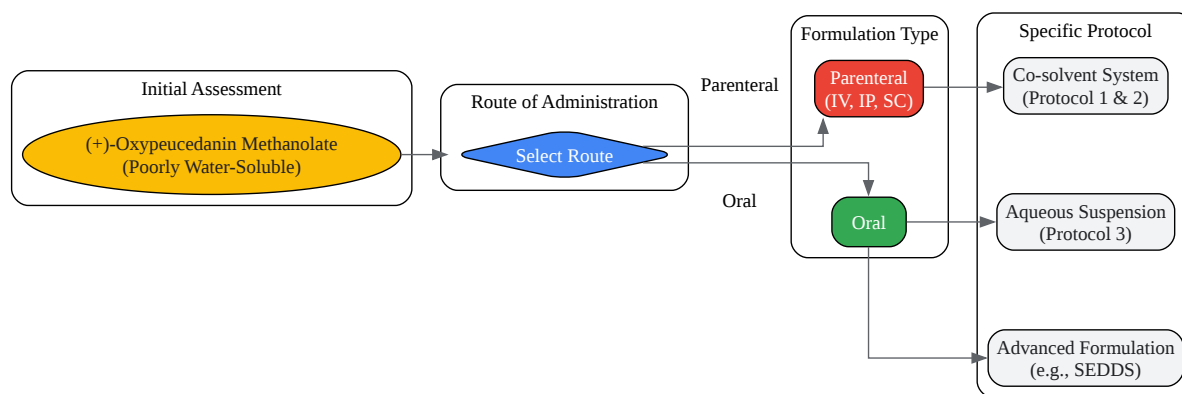 Initial Assessment
(+)-Oxypeucedanin Methanolate
(Poorly Water-Soluble)
Route of Administration
Select Route
Parenteral
Oral
Formulation Type
Parenteral
(IV, IP, SC)
Oral
Specific Protocol
Co-solvent System
(Protocol 1 & 2)
Aqueous Suspension
(Protocol 3)
Advanced Formulation
(e.g., SEDDS)